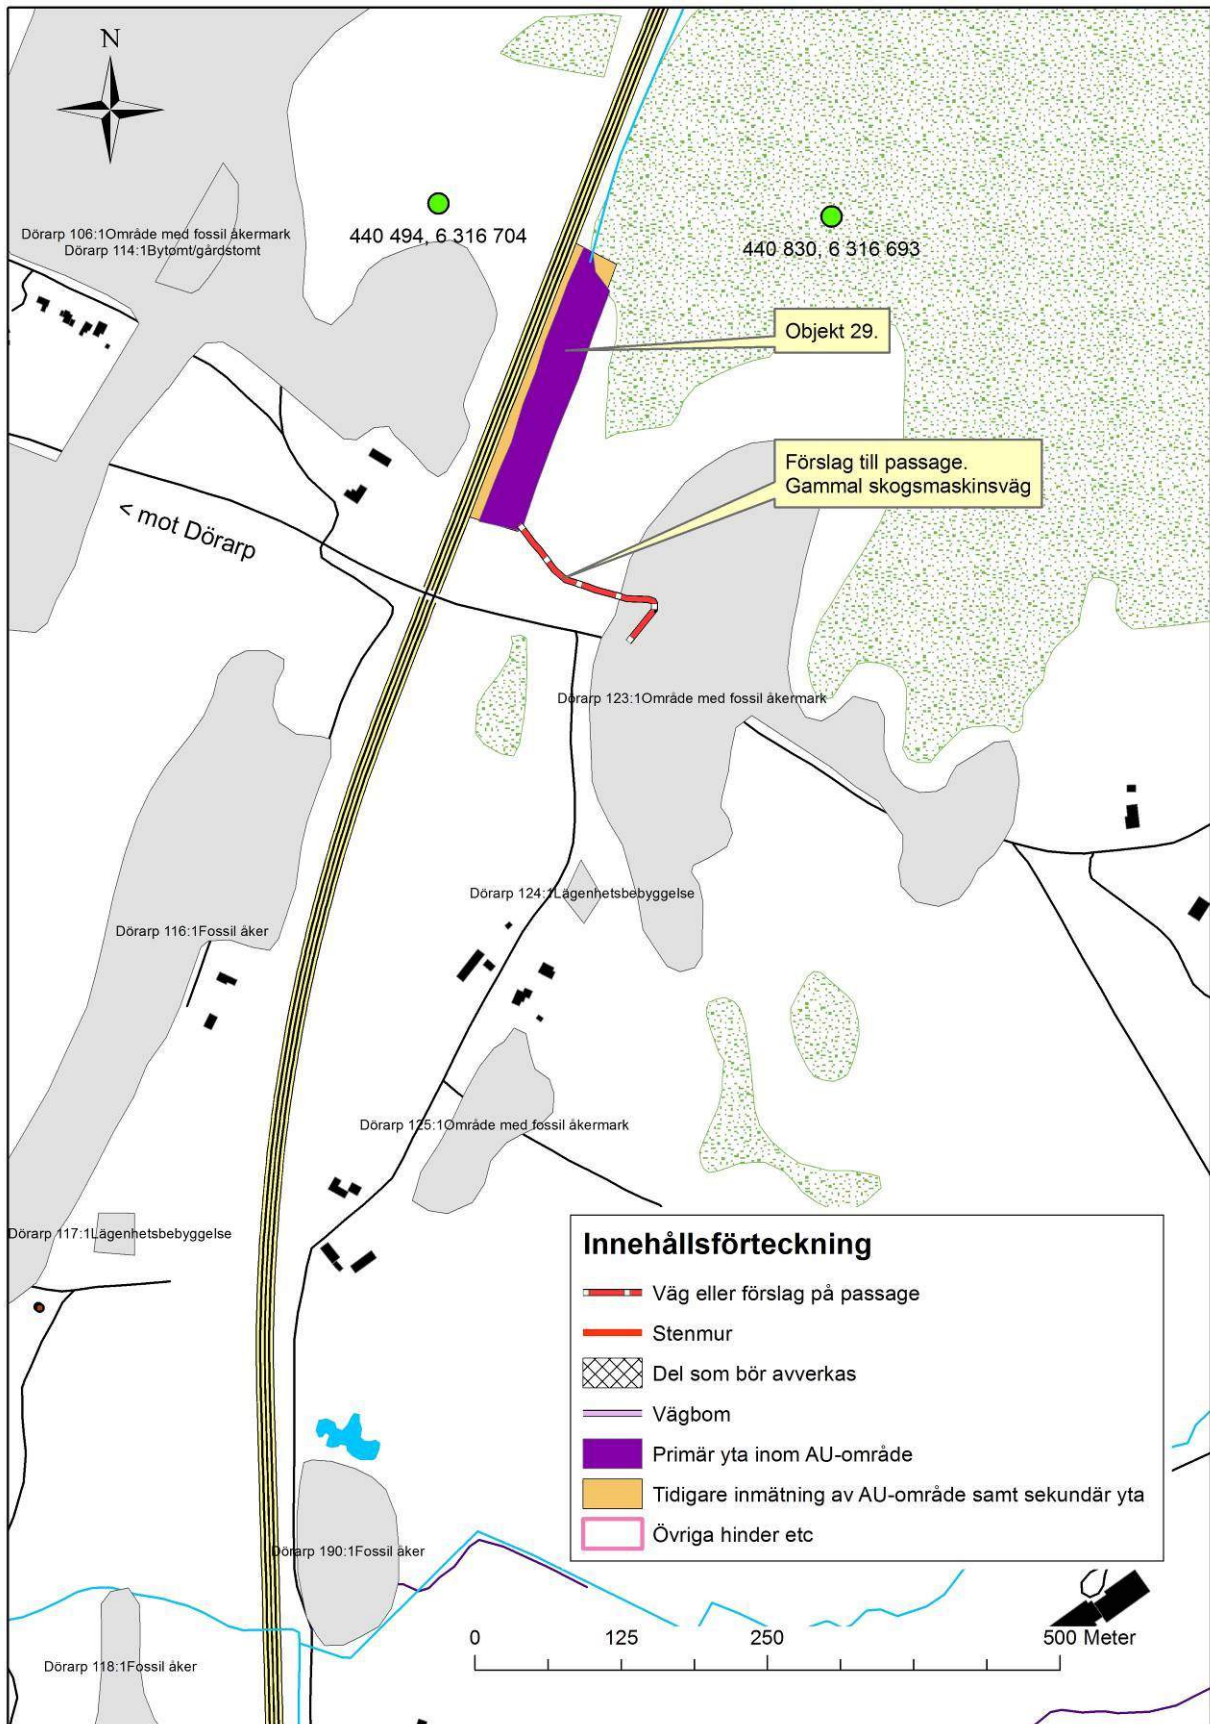 N
Dörarp 106:1Område med fossil åkermark
Dörarp 114:1Bytomt/gårdstomt
440 494, 6 316 704
440 830, 6 316 693
Objekt 29.
Förslag till passage.
Gammal skogsmaskinsväg
< mot Dörarp
Dörarp 123:1Område med fossil åkermark
Dörarp 124:1Lägenhetsbebyggelse
Dörarp 116:1Fossil åker
Dörarp 125:1Område med fossil åkermark
Dörarp 117:1Lägenhetsbebyggelse
Innehållsförteckning
Väg eller förslag på passage
Stenmur
Del som bör avverkas
Vägbom
Primär yta inom AU-område
Tidigare inmätning av AU-område samt sekundär yta
Övriga hinder etc
Dörarp 190:1Fossil åker
Dörarp 118:1Fossil åker
0 125 250 500 Meter